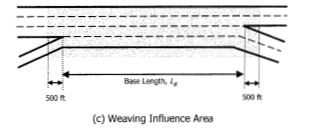 Base Length, L_B
500 ft 500 ft
(c) Weaving Influence Area